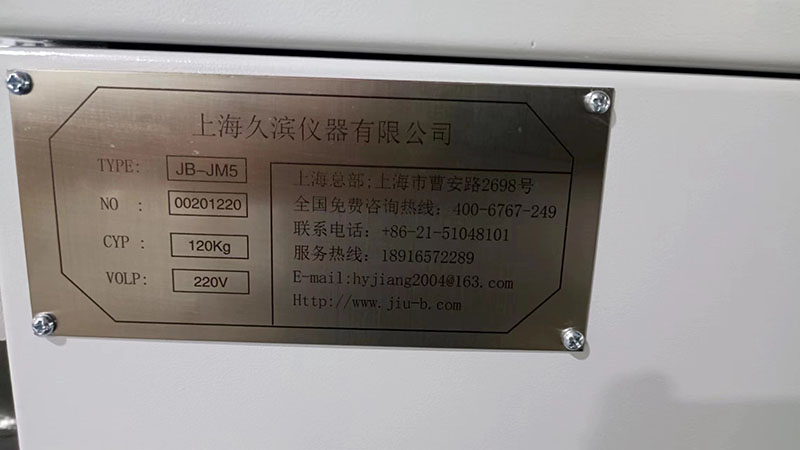 上海久滨仪器有限公司
TYPE: JB-JM5
NO : 00201220
CYP : 120Kg
VOLP: 220V
上海总部:上海市曹安路2698号
全国免费咨询热线: 400-6767-249
联系电话: +86-21-51048101
服务热线: 18916572289
E-mail:hyjiang2004@163.com
Http://www.jiu-b.com